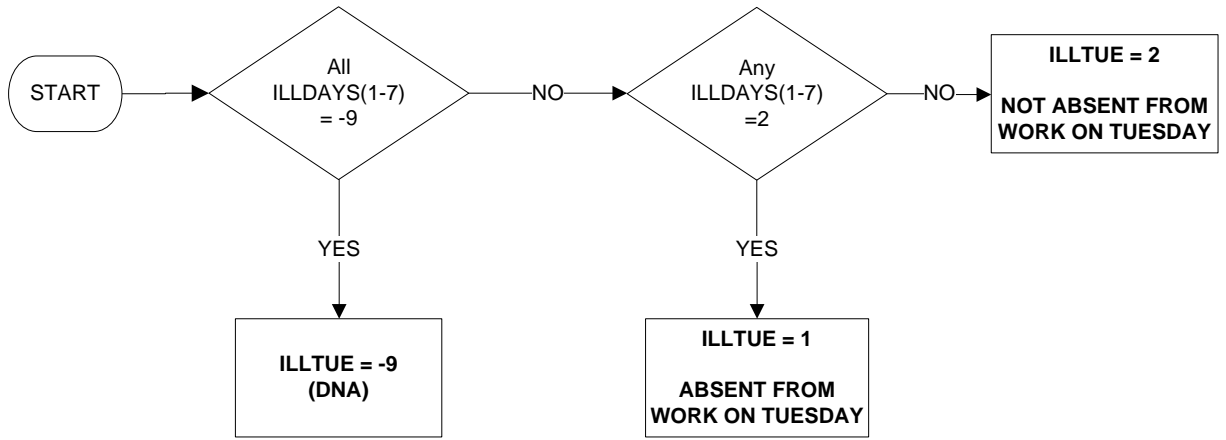 START
All
ILLDAYS(1-7)
= -9
NO
Any
ILLDAYS(1-7)
=2
NO
ILLTUE = 2
NOT ABSENT FROM
WORK ON TUESDAY
YES
YES
ILLTUE = -9
(DNA)
ILLTUE = 1
ABSENT FROM
WORK ON TUESDAY